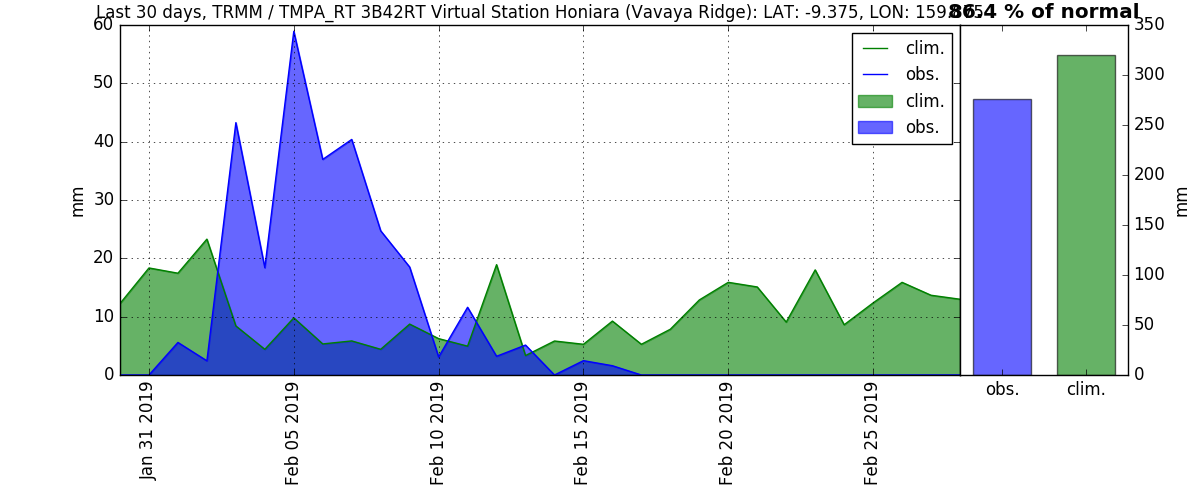 Last 30 days, TRMM / TMPA_RT 3B42RT Virtual Station Honiara (Vavaya Ridge): LAT: -9.375, LON:
86.4 % of normal
60
50
40
30
20
10
0
mm
clim.
obs.
clim.
obs.
Jan 31 2019
Feb 05 2019
Feb 10 2019
Feb 15 2019
Feb 20 2019
Feb 25 2019
350
300
250
200
150
100
50
0
mm
obs.
clim.